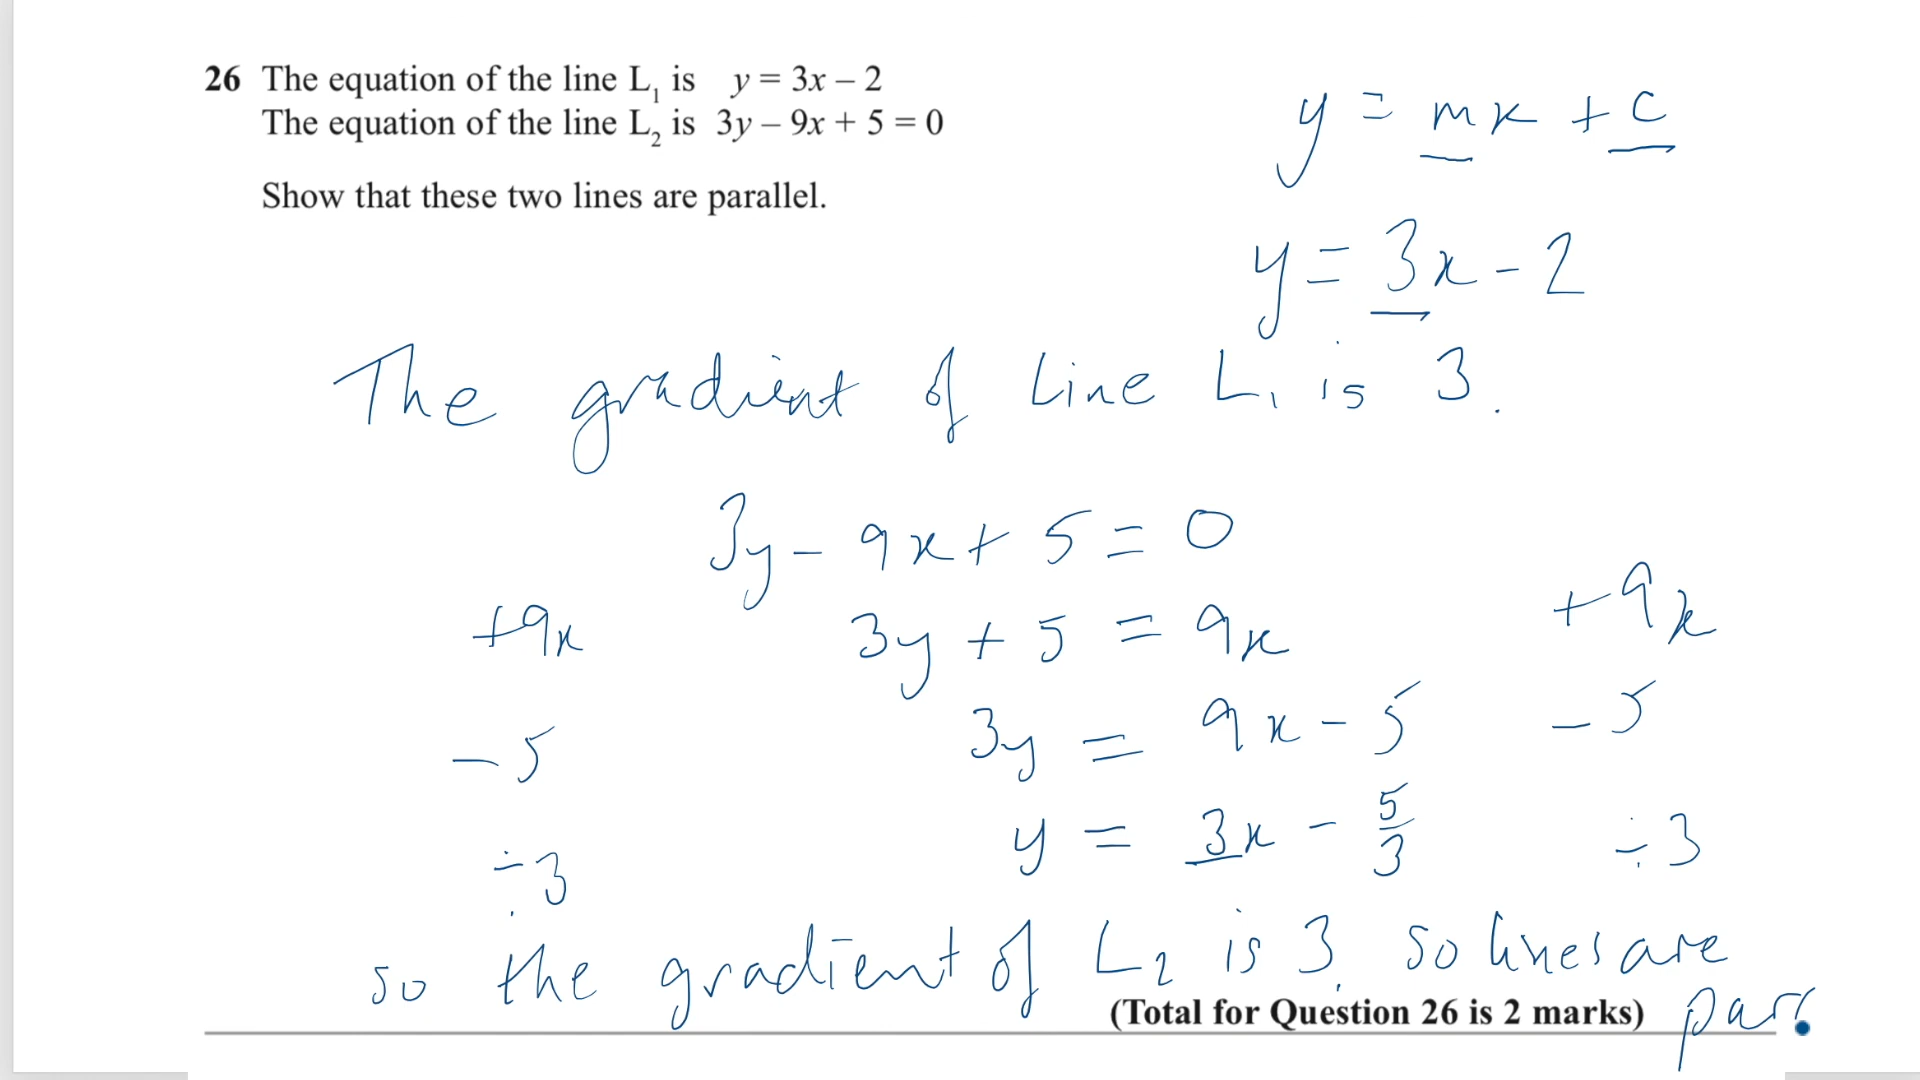 26 The equation of the line L₁ is y = 3x – 2
The equation of the line L₂ is 3y – 9x + 5 = 0
Show that these two lines are parallel.
y = mx + c
y = 3x - 2
The gradient of Line L₁ is 3.
3y - 9x + 5 = 0
+9x 3y + 5 = 9x +9x
-5 3y = 9x - 5 -5
÷3 y = 3x - 5/3 ÷3
so the gradient of L₂ is 3. so lines are
(Total for Question 26 is 2 marks) par